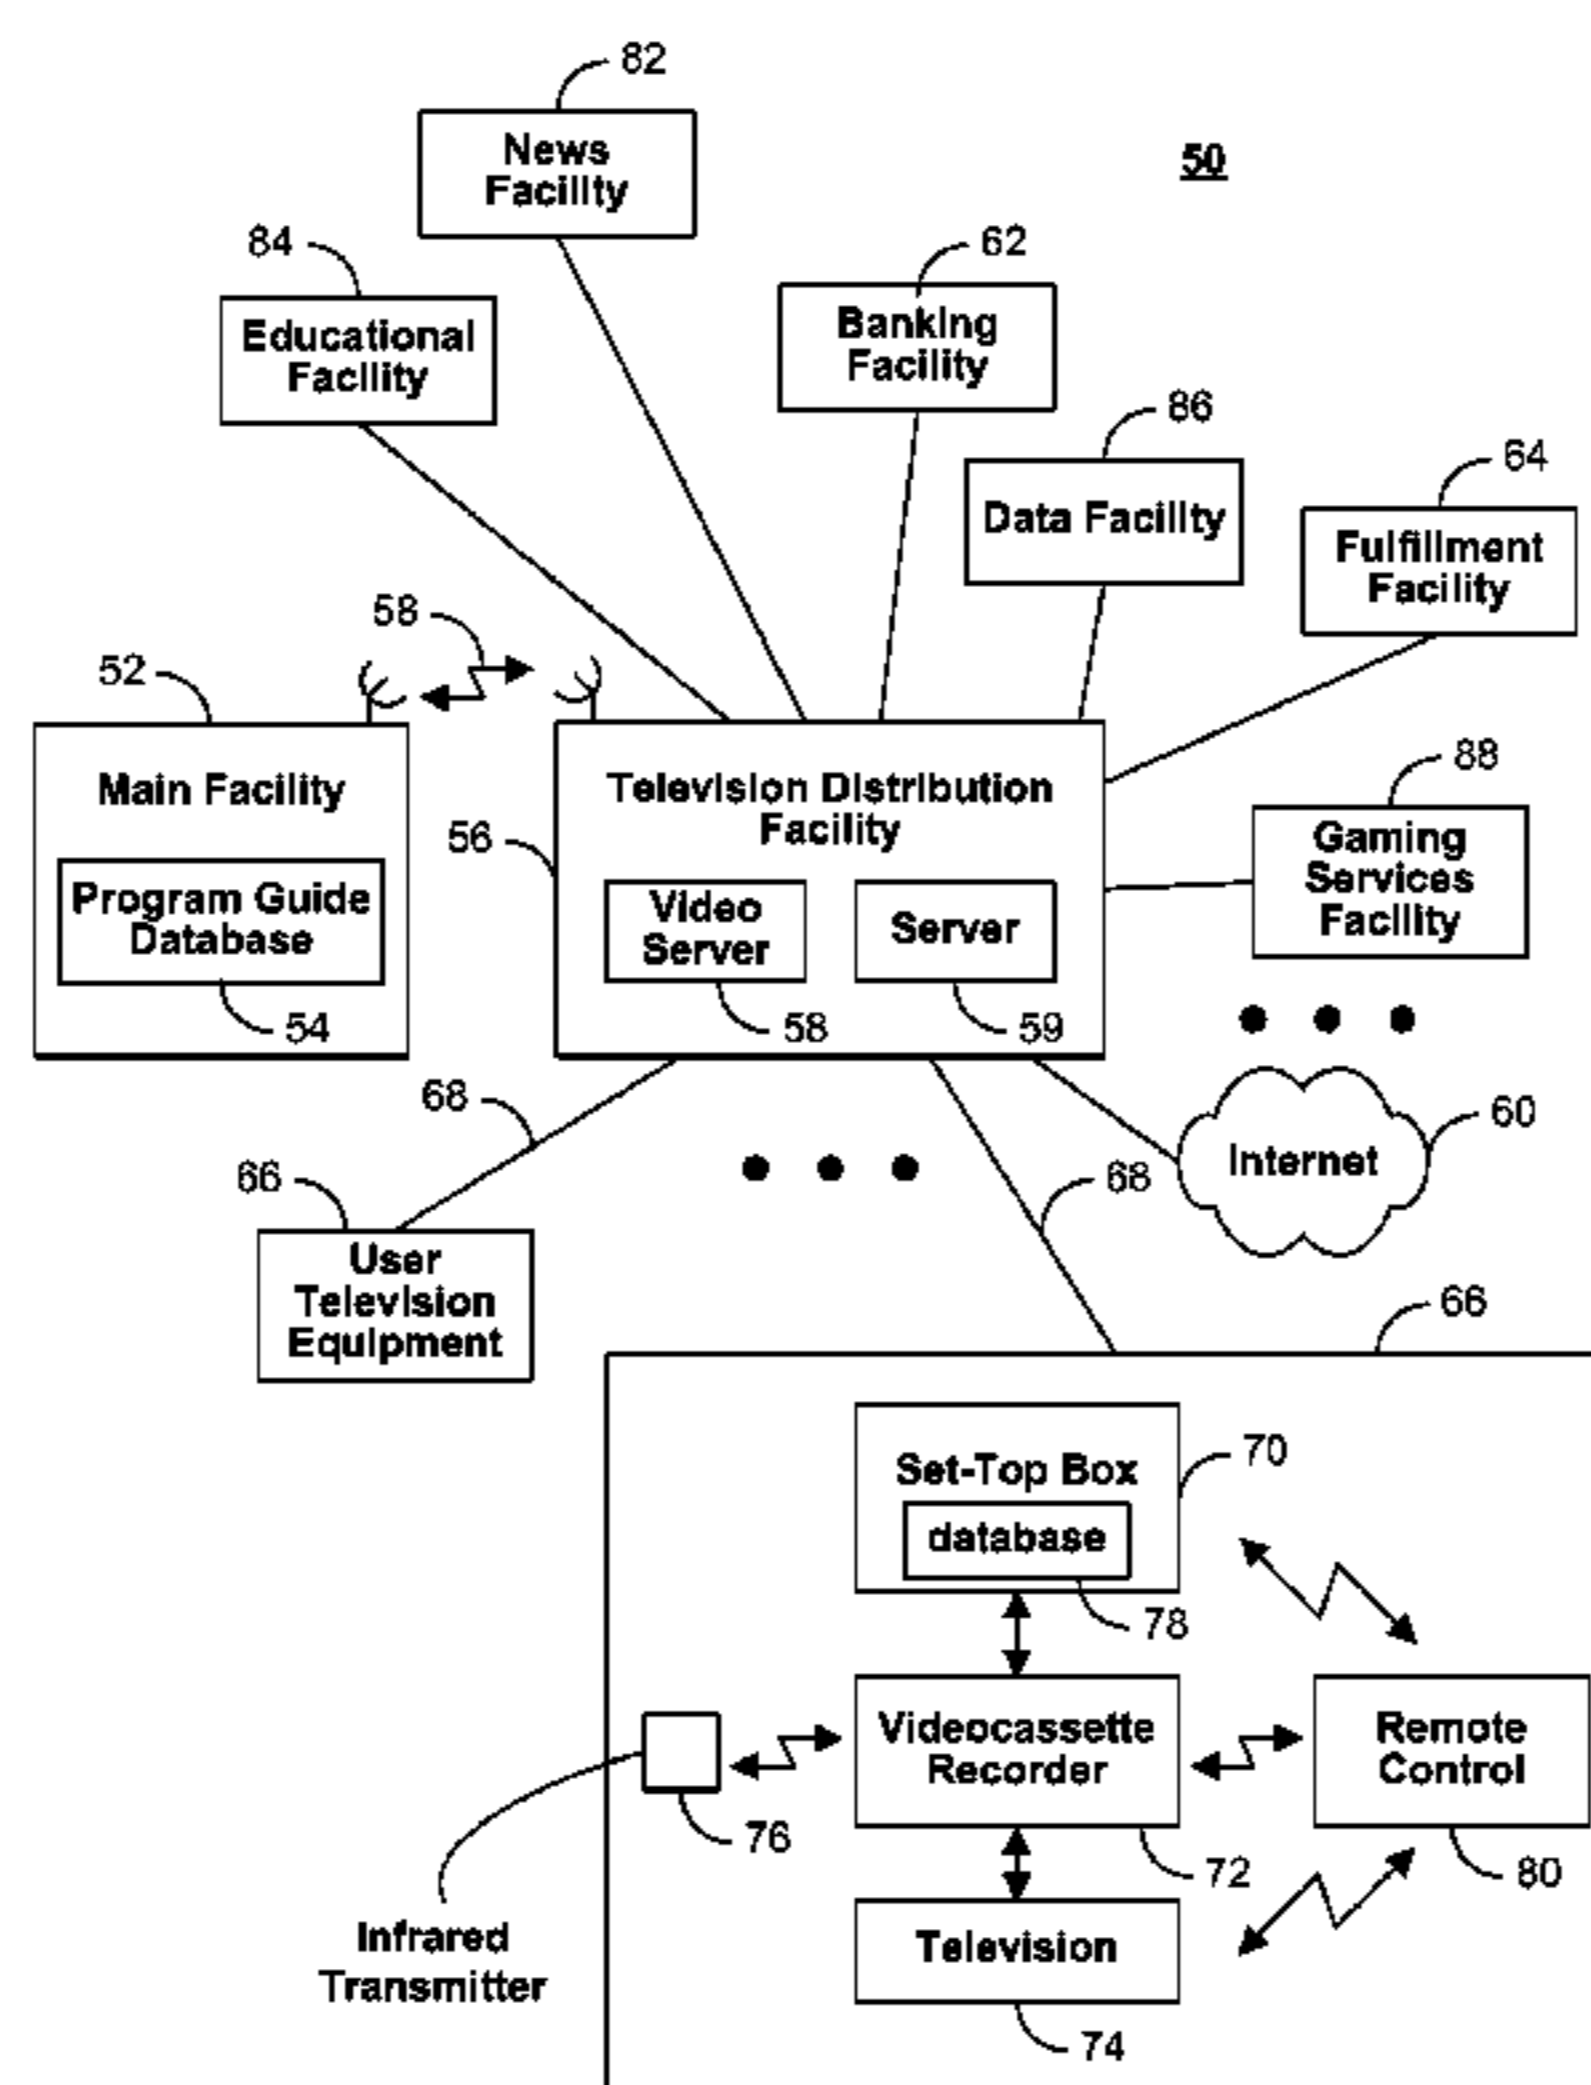 82
News
Facility
50
84
62
Educational
Facility
Banking
Facility
86
64
Data Facility
Fulfillment
Facility
58
52
88
Main Facility
Television Distribution
Facility
56
Gaming
Services
Facility
Program Guide
Database
Video
Server
Server
54
58
59
68
60
Internet
66
68
User
Television
Equipment
66
70
Set-Top Box
database
78
Videocassette
Recorder
Remote
Control
76
72
80
Infrared
Transmitter
Television
74